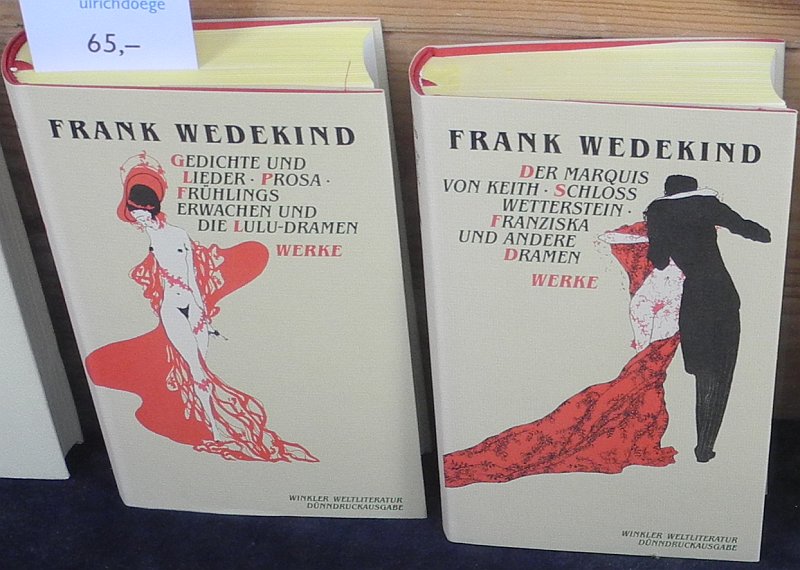 ulrichdoege
65,–
FRANK WEDEKIND
GEDICHTE UND
LIEDER · PROSA ·
FRÜHLINGS
ERWACHEN UND
DIE LULU-DRAMEN
WERKE
WINKLER WELTLITERATUR
DÜNNDRUCKAUSGABE
FRANK WEDEKIND
DER MARQUIS
VON KEITH · SCHLOSS
WETTERSTEIN ·
FRANZISKA
UND ANDERE
DRAMEN
WERKE
WINKLER WELTLITERATUR
DÜNNDRUCKAUSGABE